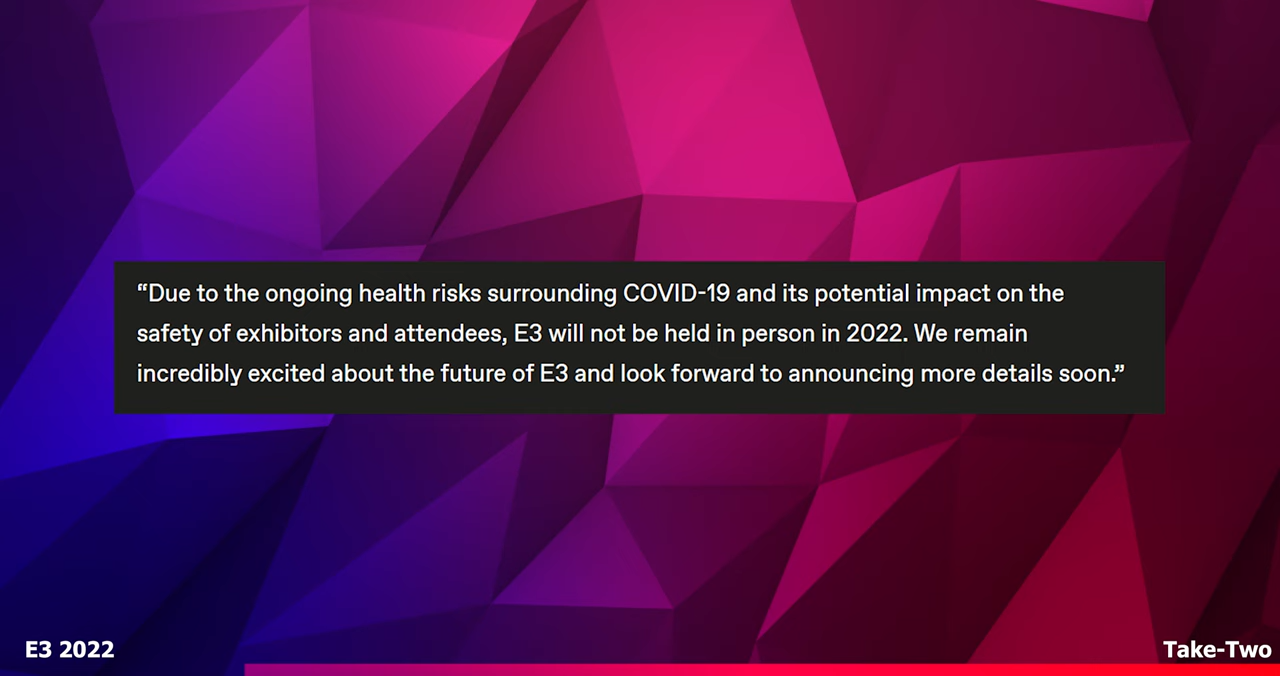 “Due to the ongoing health risks surrounding COVID-19 and its potential impact on the
safety of exhibitors and attendees, E3 will not be held in person in 2022. We remain
incredibly excited about the future of E3 and look forward to announcing more details soon.”
E3 2022
Take-Two